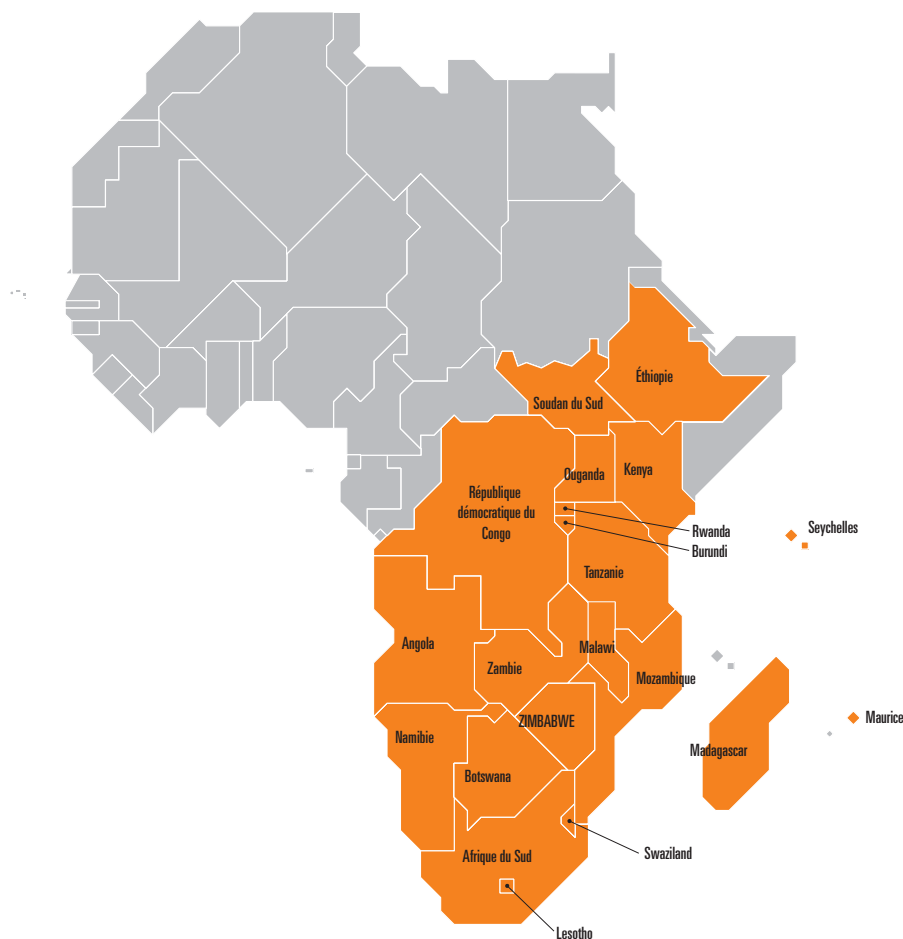 Éthiopie
Soudan du Sud
Ouganda
Kenya
République
démocratique du
Congo
Rwanda
Seychelles
Burundi
Tanzanie
Angola
Malawi
Zambie
Mozambique
Maurice
ZIMBABWE
Namibie
Madagascar
Botswana
Swaziland
Afrique du Sud
Lesotho